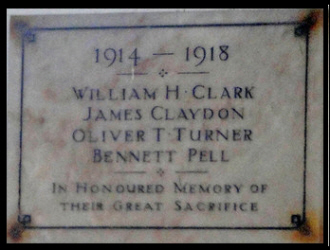 1914 — 1918
WILLIAM H. CLARK
JAMES CLAYDON
OLIVER T. TURNER
BENNETT PELL
IN HONOURED MEMORY OF
THEIR GREAT SACRIFICE